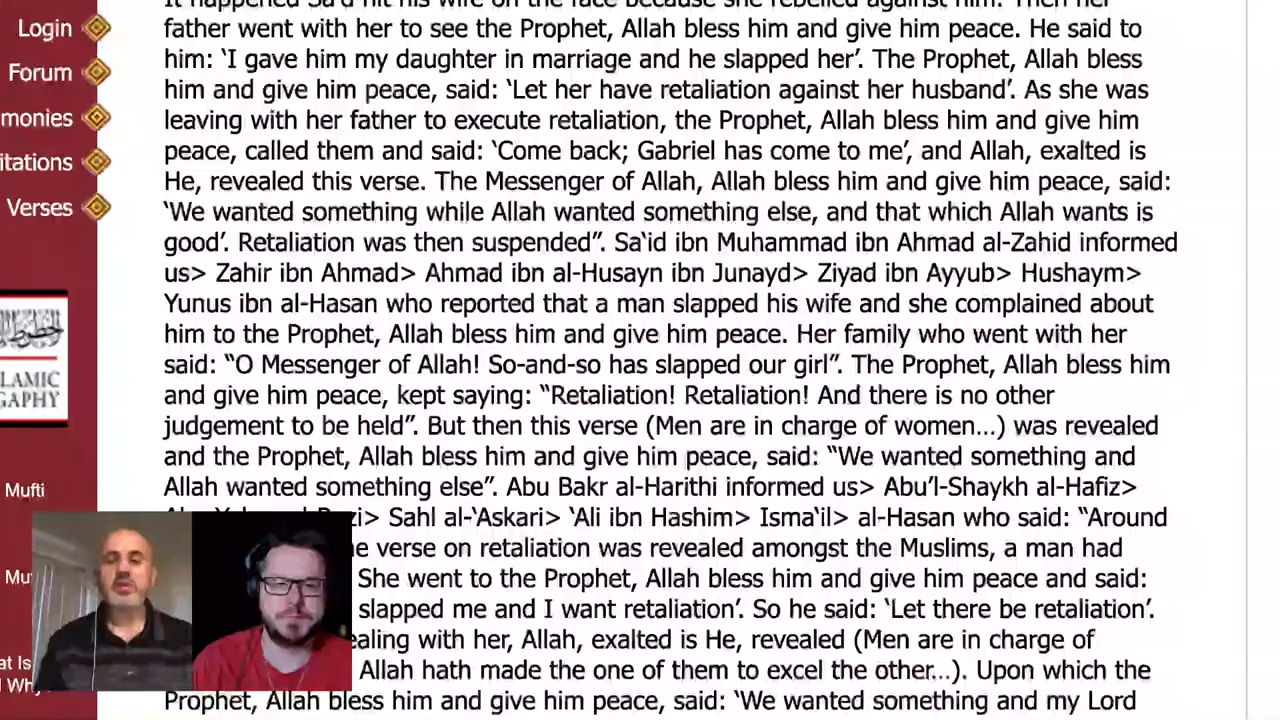 It happened Sa'd hit his wife on the face because she rebelled against him. Then her
father went with her to see the Prophet, Allah bless him and give him peace. He said to
him: ‘I gave him my daughter in marriage and he slapped her’. The Prophet, Allah bless
him and give him peace, said: ‘Let her have retaliation against her husband’. As she was
leaving with her father to execute retaliation, the Prophet, Allah bless him and give him
peace, called them and said: ‘Come back; Gabriel has come to me’, and Allah, exalted is
He, revealed this verse. The Messenger of Allah, Allah bless him and give him peace, said:
‘We wanted something while Allah wanted something else, and that which Allah wants is
good’. Retaliation was then suspended”. Sa‘id ibn Muhammad ibn Ahmad al-Zahid informed
us> Zahir ibn Ahmad> Ahmad ibn al-Husayn ibn Junayd> Ziyad ibn Ayyub> Hushaym>
Yunus ibn al-Hasan who reported that a man slapped his wife and she complained about
him to the Prophet, Allah bless him and give him peace. Her family who went with her
said: “O Messenger of Allah! So-and-so has slapped our girl”. The Prophet, Allah bless him
and give him peace, kept saying: “Retaliation! Retaliation! And there is no other
judgement to be held”. But then this verse (Men are in charge of women...) was revealed
and the Prophet, Allah bless him and give him peace, said: “We wanted something and
Allah wanted something else”. Abu Bakr al-Harithi informed us> Abu’l-Shaykh al-Hafiz>
Sahl al-‘Askari> ‘Ali ibn Hashim> Isma‘il> al-Hasan who said: “Around
verse on retaliation was revealed amongst the Muslims, a man had
She went to the Prophet, Allah bless him and give him peace and said:
slapped me and I want retaliation’. So he said: ‘Let there be retaliation’.
ealing with her, Allah, exalted is He, revealed (Men are in charge of
Allah hath made the one of them to excel the other...). Upon which the
Prophet, Allah bless him and give him peace, said: ‘We wanted something and my Lord
Login
Forum
monies
itations
Verses
LAMIC
GAPHY
Mufti
Mu
at Is
Why